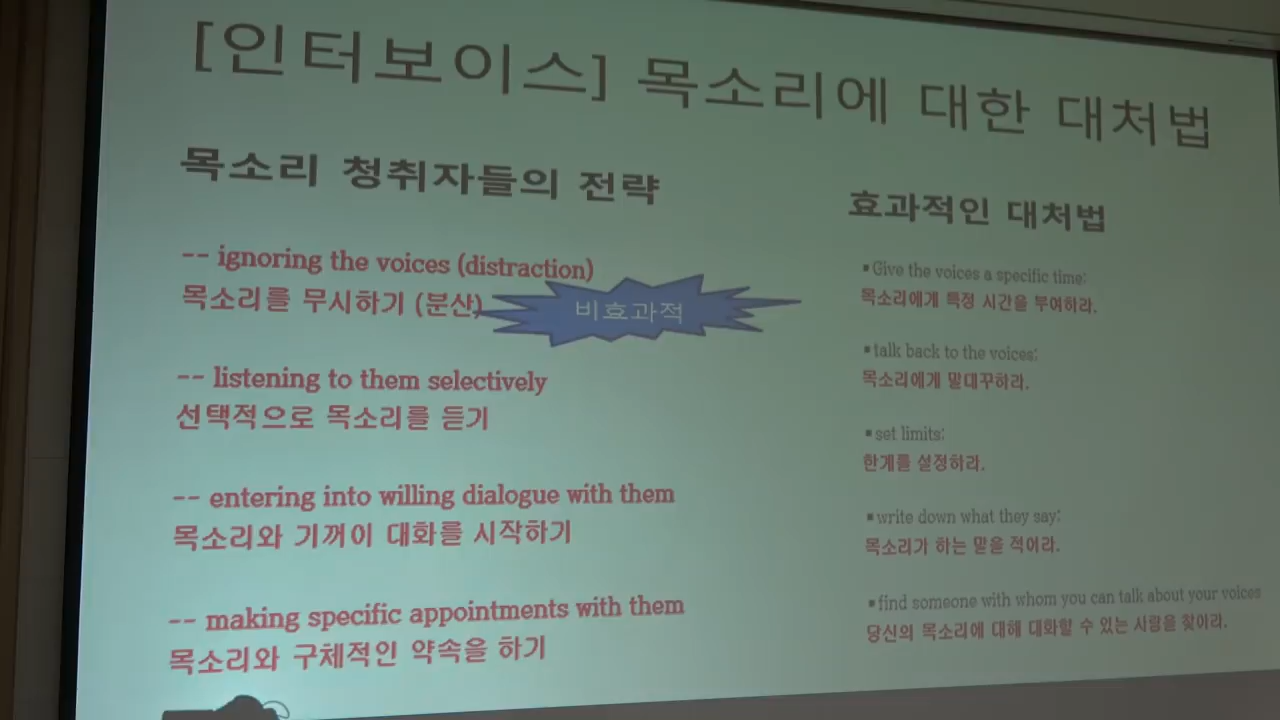 [인터보이스] 목소리에 대한 대처법
목소리 청취자들의 전략
-- ignoring the voices (distraction)
목소리를 무시하기 (분산)
비효과적
-- listening to them selectively
선택적으로 목소리를 듣기
-- entering into willing dialogue with them
목소리와 기꺼이 대화를 시작하기
-- making specific appointments with them
목소리와 구체적인 약속을 하기
효과적인 대처법
▪Give the voices a specific time:
목소리에게 특정 시간을 부여하라.
▪talk back to the voices:
목소리에게 말대꾸하라.
▪set limits:
한계를 설정하라.
▪write down what they say:
목소리가 하는 말을 적어라.
▪find someone with whom you can talk about your voices
당신의 목소리에 대해 대화할 수 있는 사람을 찾아라.